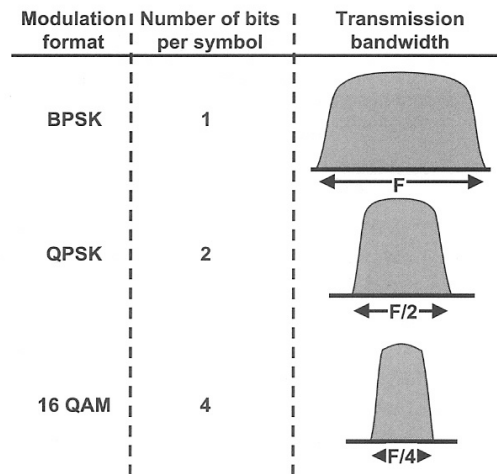 Modulation Number of bits Transmission
format per symbol bandwidth
BPSK 1
F
QPSK 2
F/2
16 QAM 4
F/4